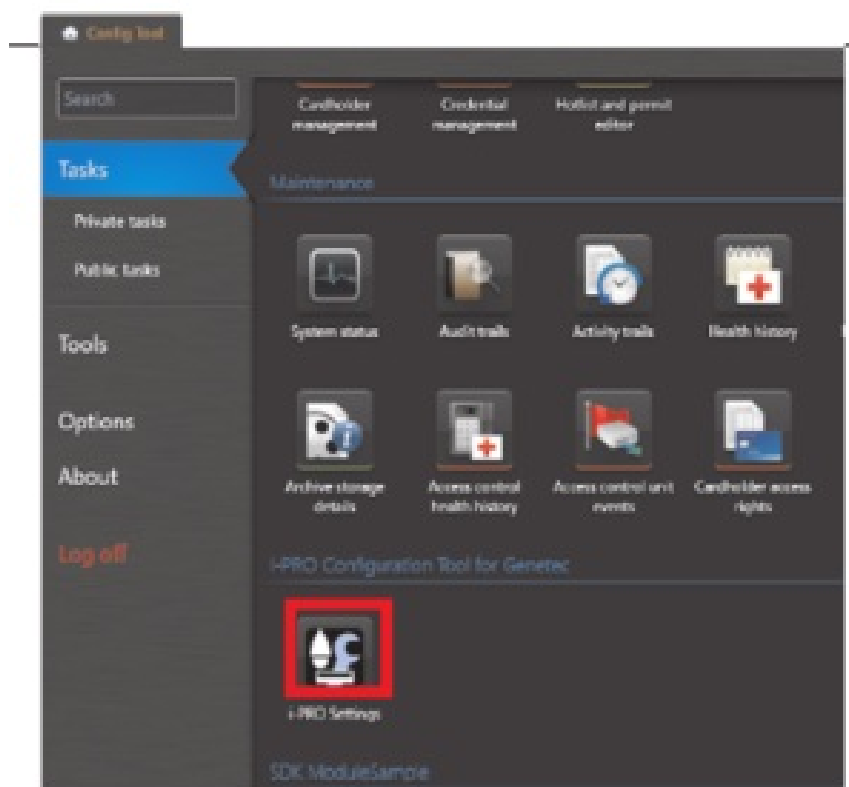 Config Tool
Search
Cardholder management
Credential management
Hotlist and permit editor
Tasks
Maintenance
Private tasks
Public tasks
System status
Audit trails
Activity trails
Health history
Tools
Options
About
Archive storage details
Access control health history
Access control unit events
Cardholder access rights
Log off
i-PRO Configuration Tool for Genetec
i-PRO Settings
SDK ModuleSample